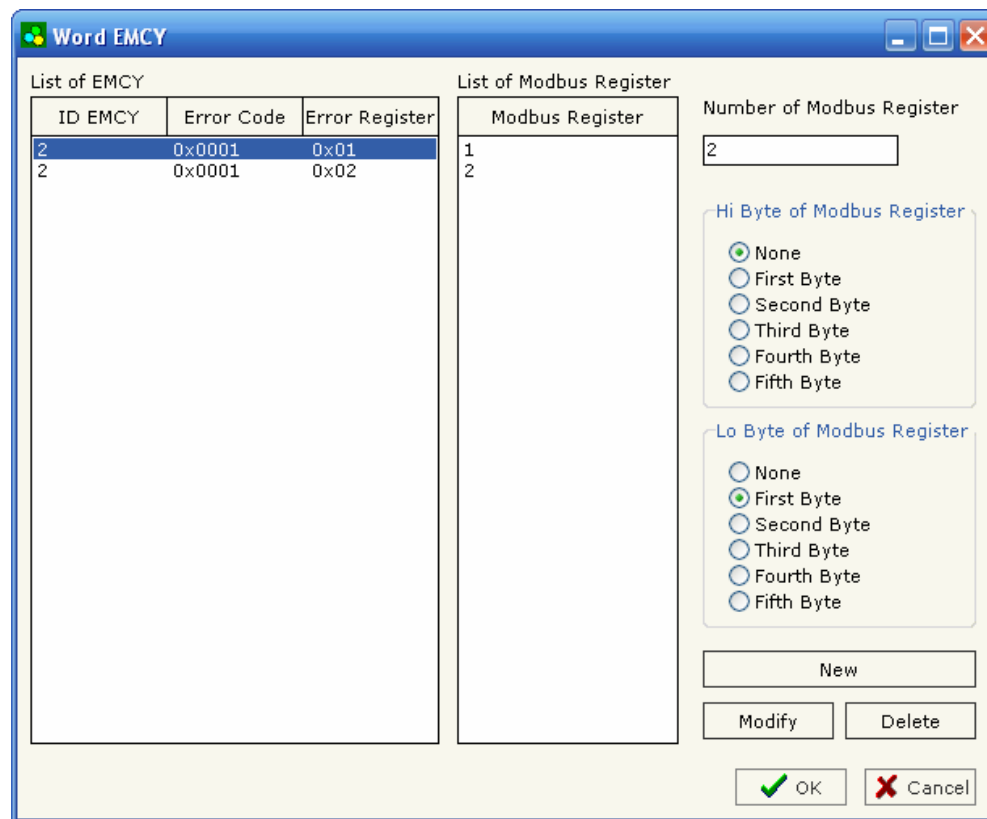 Word EMCY
List of EMCY
ID EMCY Error Code Error Register
2 0x0001 0x01
2 0x0001 0x02
List of Modbus Register
Modbus Register
1
2
Number of Modbus Register
2
Hi Byte of Modbus Register
None
First Byte
Second Byte
Third Byte
Fourth Byte
Fifth Byte
Lo Byte of Modbus Register
None
First Byte
Second Byte
Third Byte
Fourth Byte
Fifth Byte
New
Modify Delete
OK Cancel